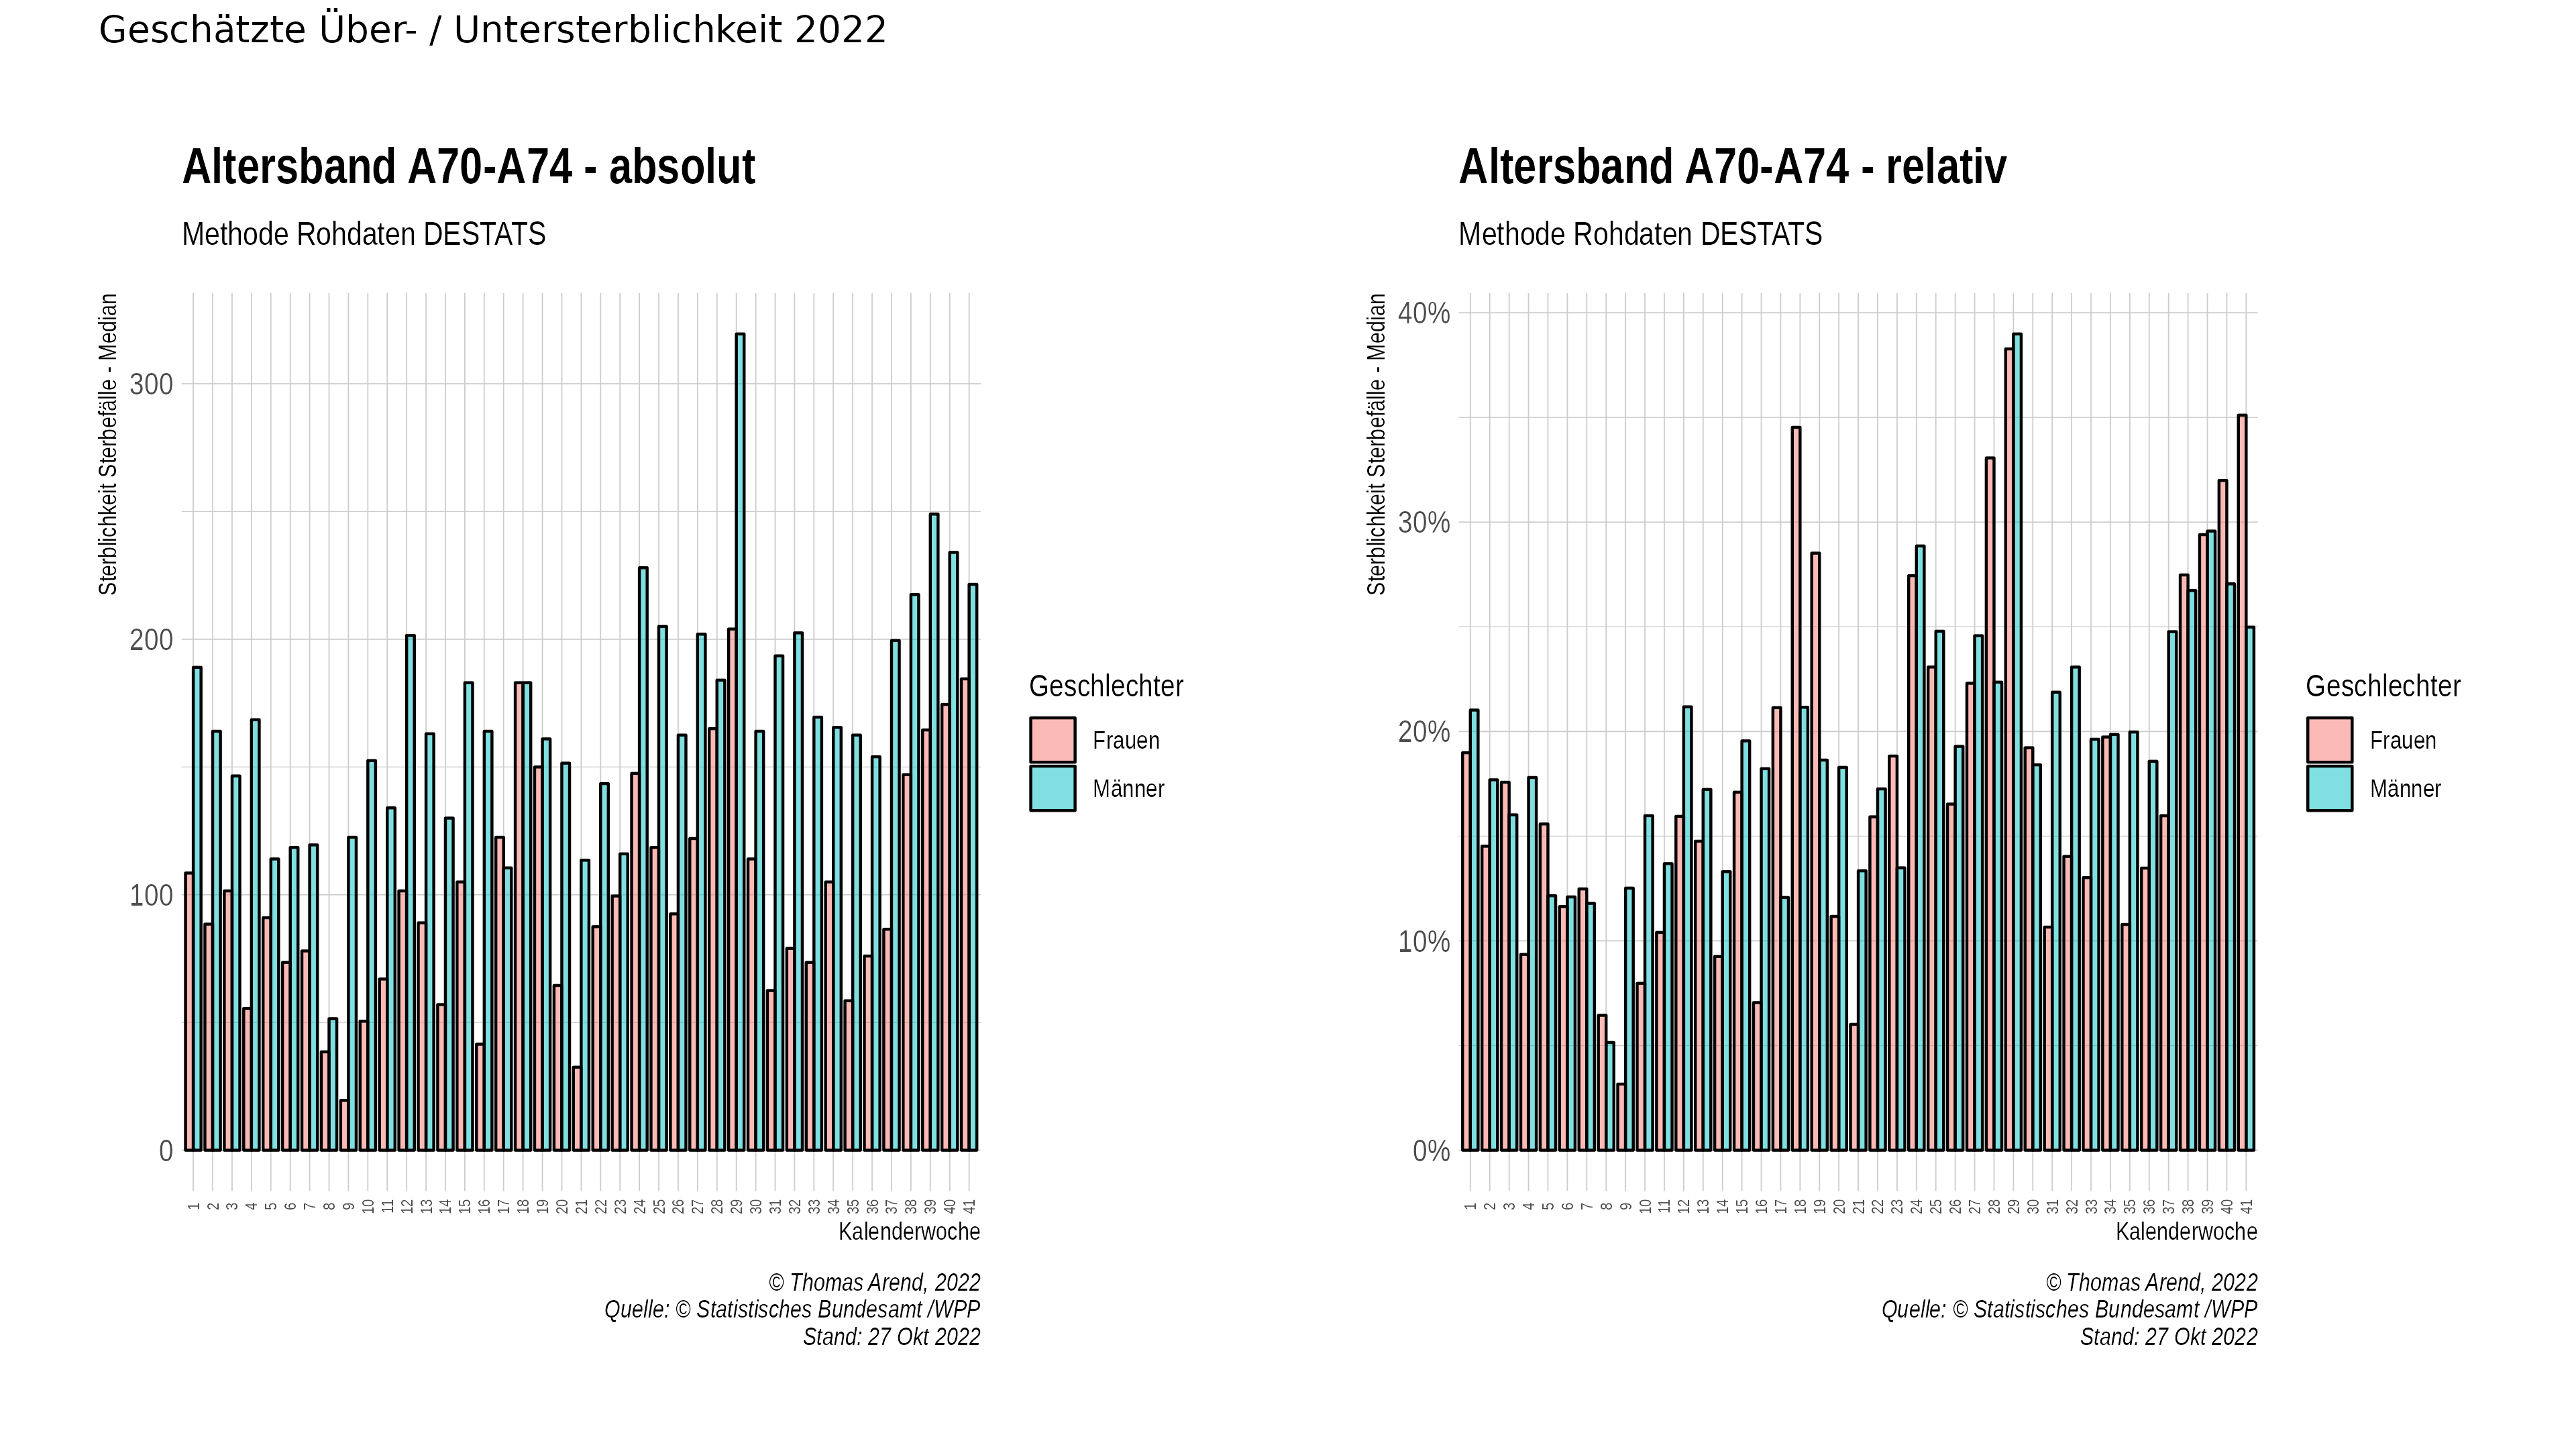 Geschätzte Über- / Untersterblichkeit 2022
Altersband A70-A74 - absolut
Methode Rohdaten DESTATS
Sterblichkeit Sterbefälle - Median
300
200
100
0
1 2 3 4 5 6 7 8 9 10 11 12 13 14 15 16 17 18 19 20 21 22 23 24 25 26 27 28 29 30 31 32 33 34 35 36 37 38 39 40 41
Kalenderwoche
Geschlechter
Frauen
Männer
© Thomas Arend, 2022
Quelle: © Statistisches Bundesamt /WPP
Stand: 27 Okt 2022
Altersband A70-A74 - relativ
Methode Rohdaten DESTATS
Sterblichkeit Sterbefälle - Median
40%
30%
20%
10%
0%
1 2 3 4 5 6 7 8 9 10 11 12 13 14 15 16 17 18 19 20 21 22 23 24 25 26 27 28 29 30 31 32 33 34 35 36 37 38 39 40 41
Kalenderwoche
Geschlechter
Frauen
Männer
© Thomas Arend, 2022
Quelle: © Statistisches Bundesamt /WPP
Stand: 27 Okt 2022